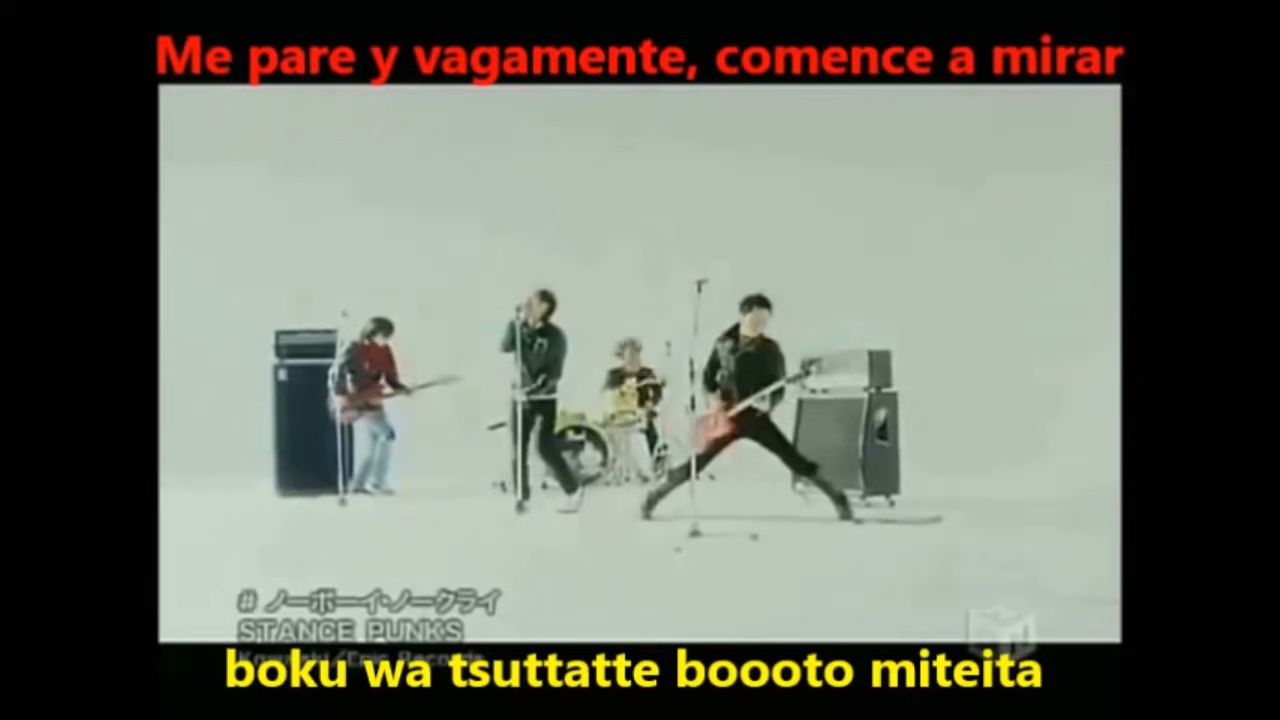 Me pare y vagamente, comence a mirar
# ノーボーイ・ノークライ
STANCE PUNKS
Records
boku wa tsuttatte boooto miteita